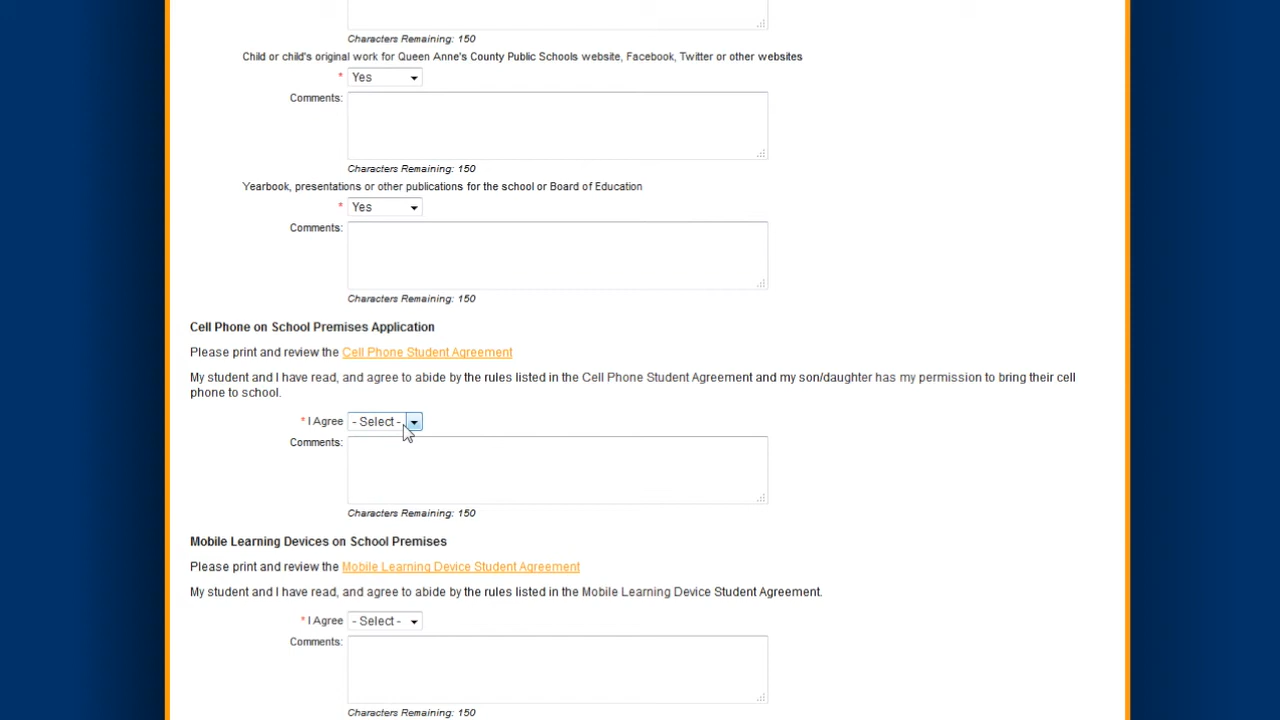 Characters Remaining: 150
Child or child's original work for Queen Anne's County Public Schools website, Facebook, Twitter or other websites
* Yes
Comments:
Characters Remaining: 150
Yearbook, presentations or other publications for the school or Board of Education
* Yes
Comments:
Characters Remaining: 150
Cell Phone on School Premises Application
Please print and review the Cell Phone Student Agreement
My student and I have read, and agree to abide by the rules listed in the Cell Phone Student Agreement and my son/daughter has my permission to bring their cell
phone to school.
* I Agree - Select -
Comments:
Characters Remaining: 150
Mobile Learning Devices on School Premises
Please print and review the Mobile Learning Device Student Agreement
My student and I have read, and agree to abide by the rules listed in the Mobile Learning Device Student Agreement.
* I Agree - Select -
Comments:
Characters Remaining: 150